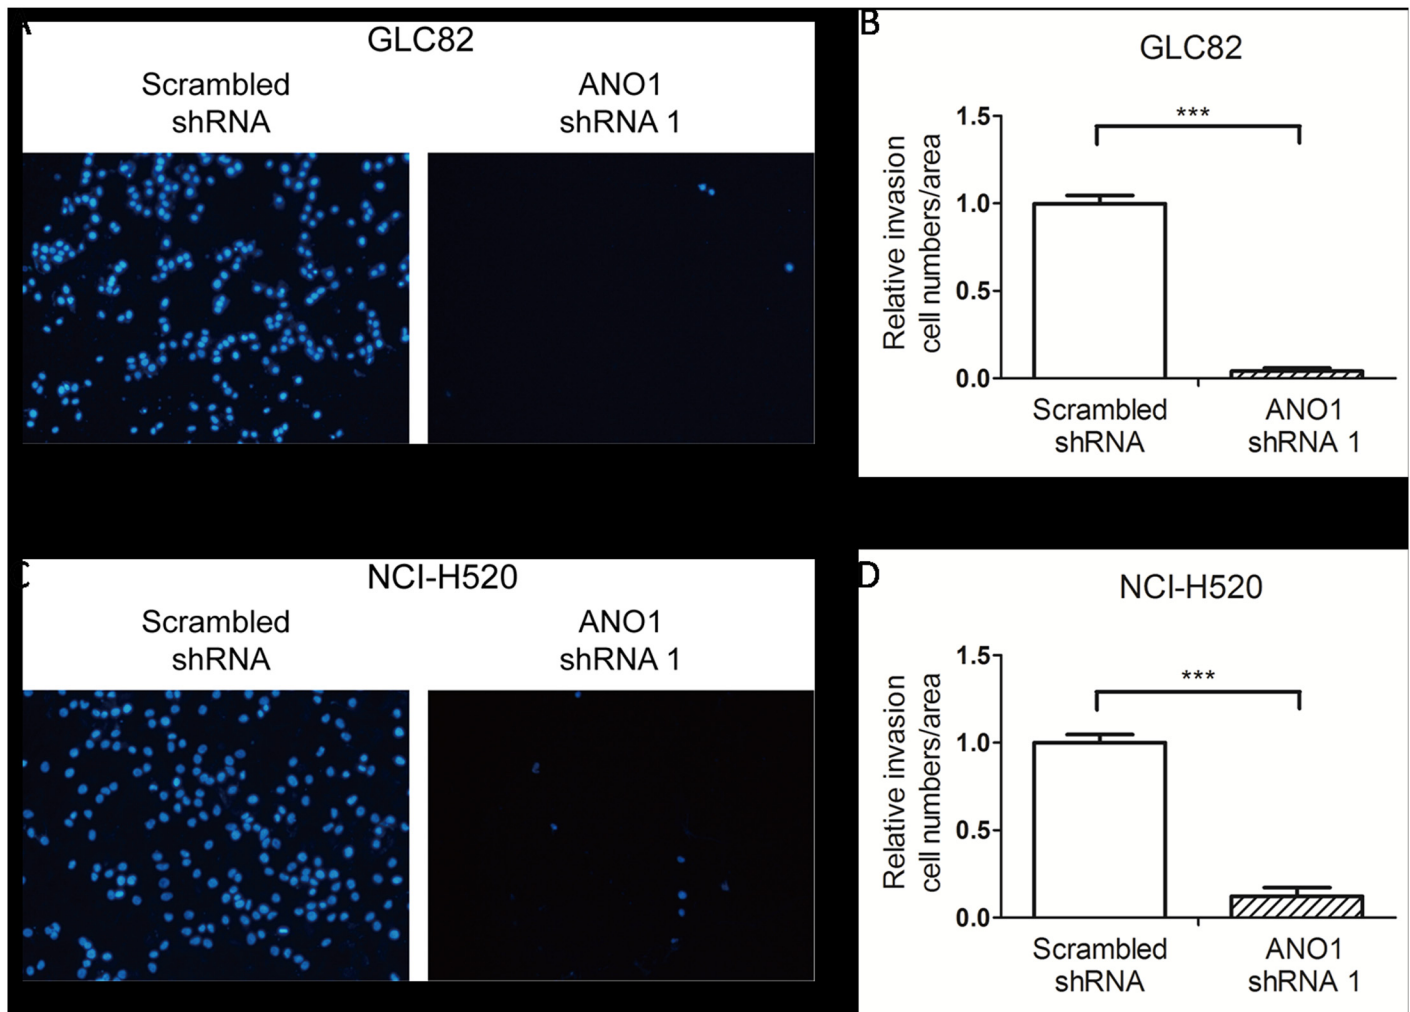 A
GLC82
Scrambled
shRNA
ANO1
shRNA 1
B
GLC82
***
Relative invasion
cell numbers/area
1.5
1.0
0.5
0.0
Scrambled
shRNA
ANO1
shRNA 1
C
NCI-H520
Scrambled
shRNA
ANO1
shRNA 1
D
NCI-H520
***
Relative invasion
cell numbers/area
1.5
1.0
0.5
0.0
Scrambled
shRNA
ANO1
shRNA 1